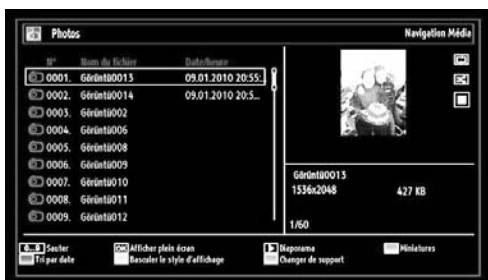 Photos Navigation Média
N° Nom du fichier Date/heure
0001. Görüntü0013 09.01.2010 20:55:
0002. Görüntü0014 09.01.2010 20:5...
0003. Görüntü002
0004. Görüntü006
0005. Görüntü008
0006. Görüntü009
0007. Görüntü010
0008. Görüntü011
0009. Görüntü012
Görüntü0013
1536x2048 427 KB
1/60
0...9 Sauter OK Afficher plein écran Diaporama Miniatures
Tri par date Basculer le style d'affichage Changer de support